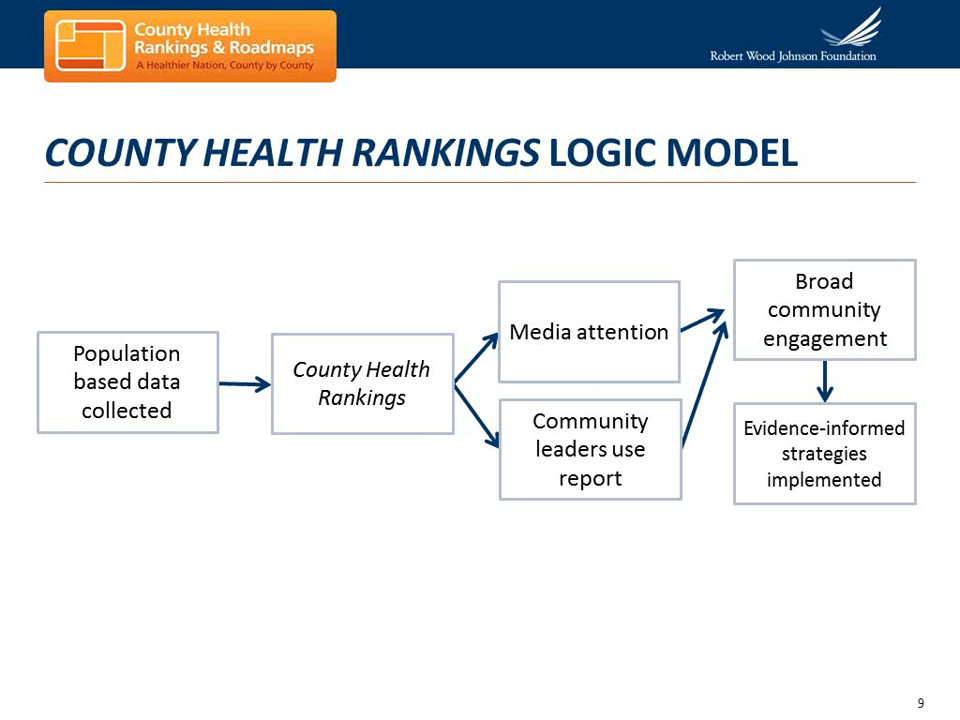 County Health
Rankings & Roadmaps
A Healthier Nation, County by County
Robert Wood Johnson Foundation
COUNTY HEALTH RANKINGS LOGIC MODEL
Population
based data
collected
County Health
Rankings
Media attention
Community
leaders use
report
Broad
community
engagement
Evidence-informed
strategies
implemented
9